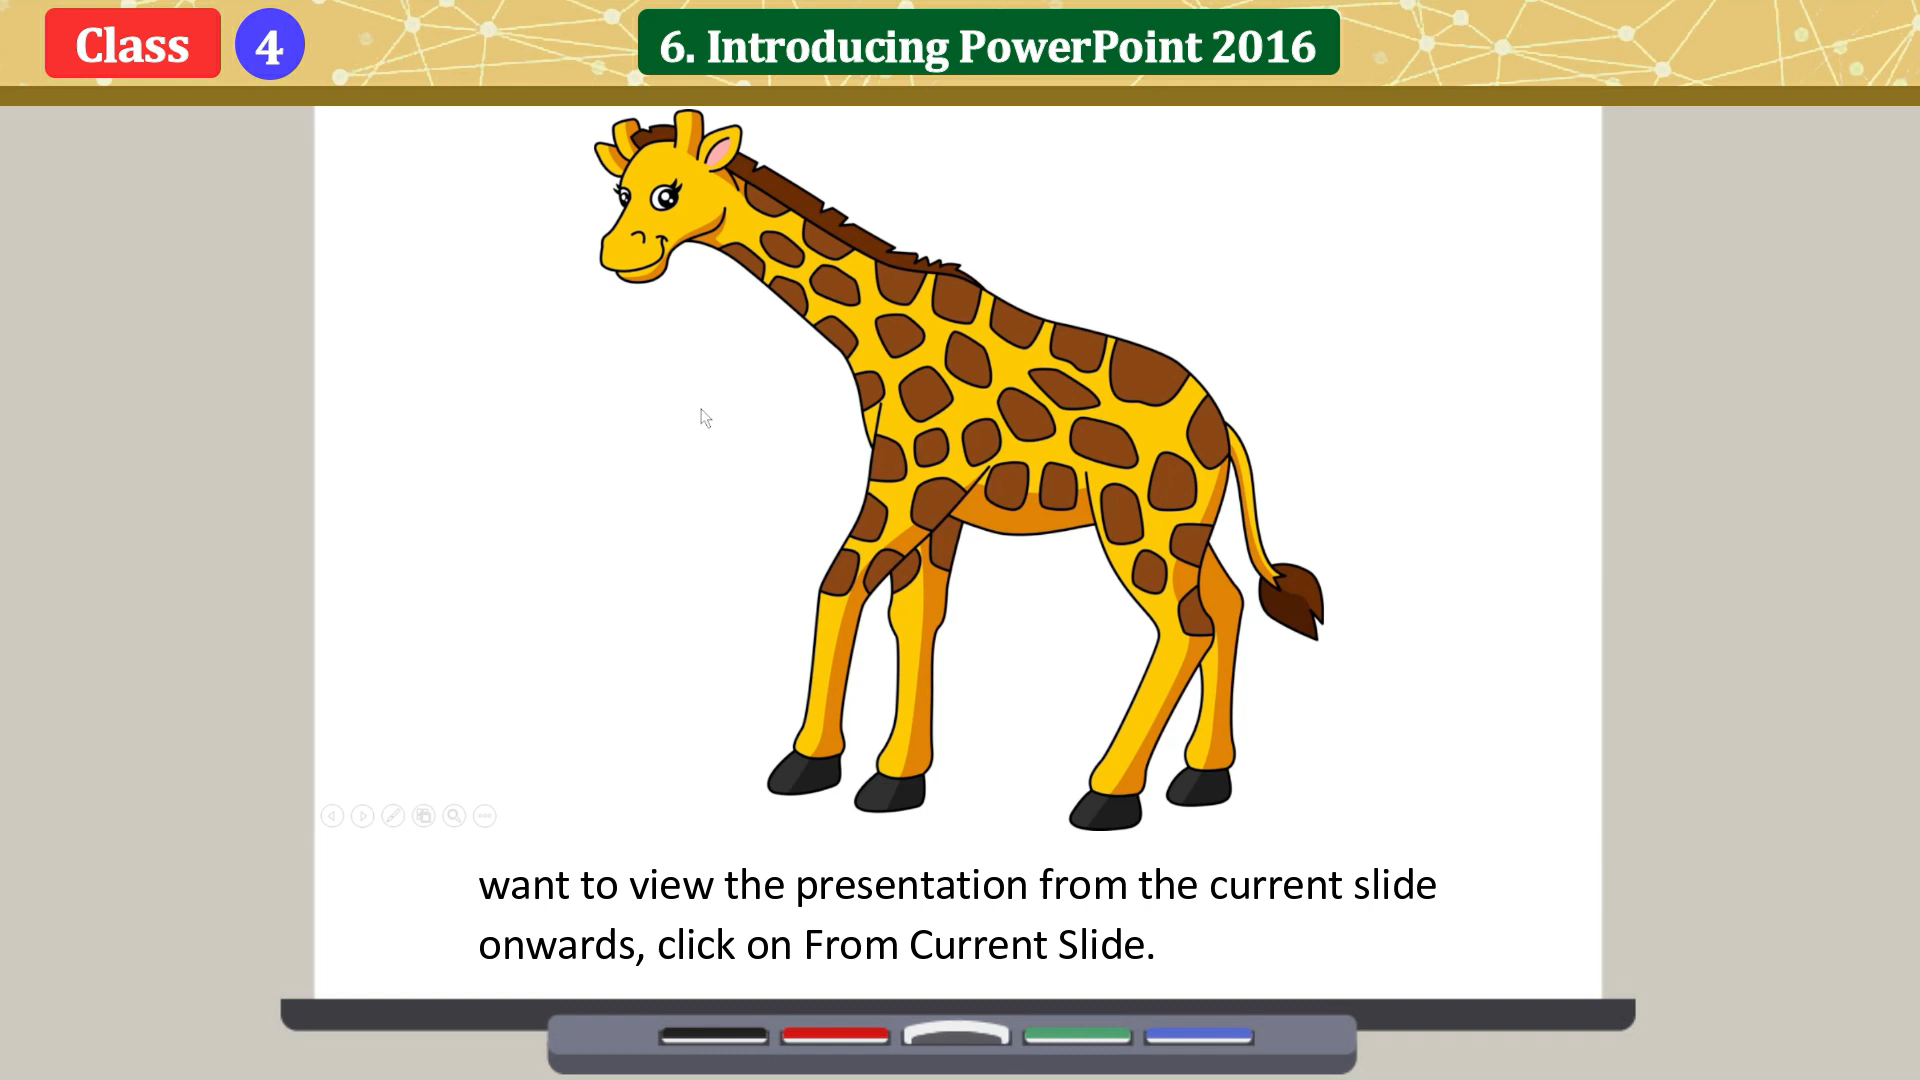 Class 4
6. Introducing PowerPoint 2016
want to view the presentation from the current slide
onwards, click on From Current Slide.